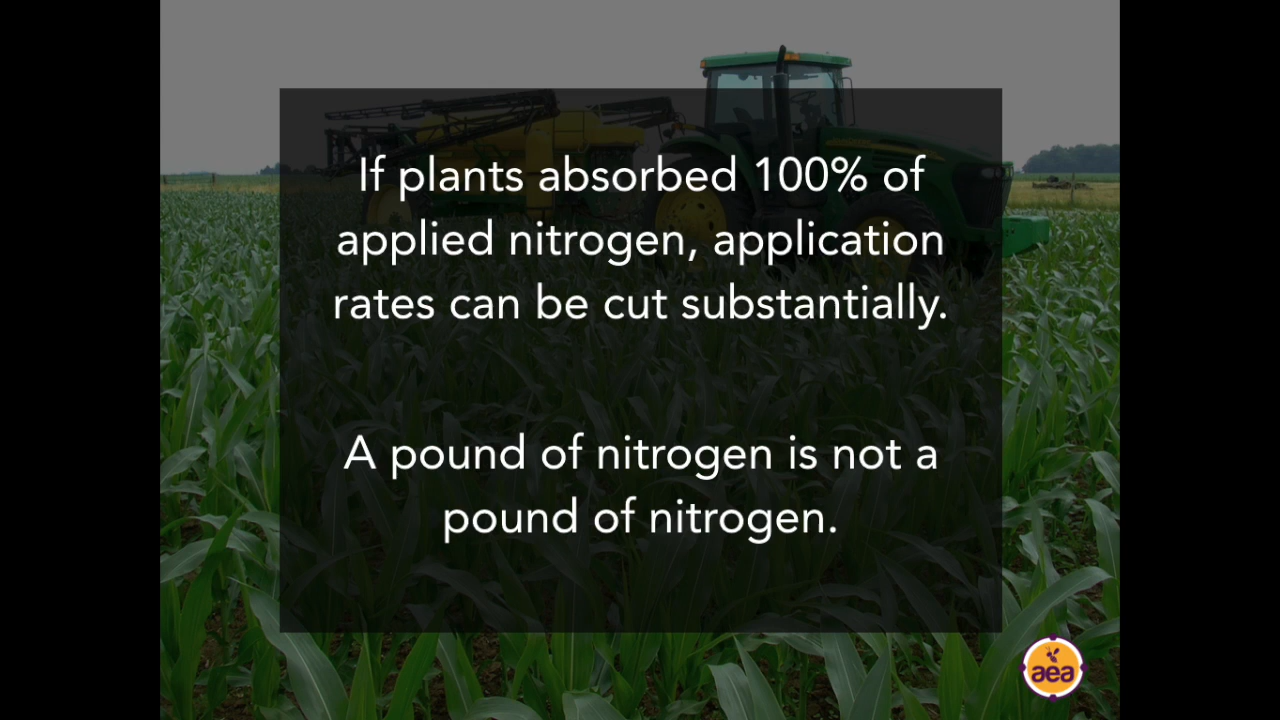 If plants absorbed 100% of
applied nitrogen, application
rates can be cut substantially.
A pound of nitrogen is not a
pound of nitrogen.
aea